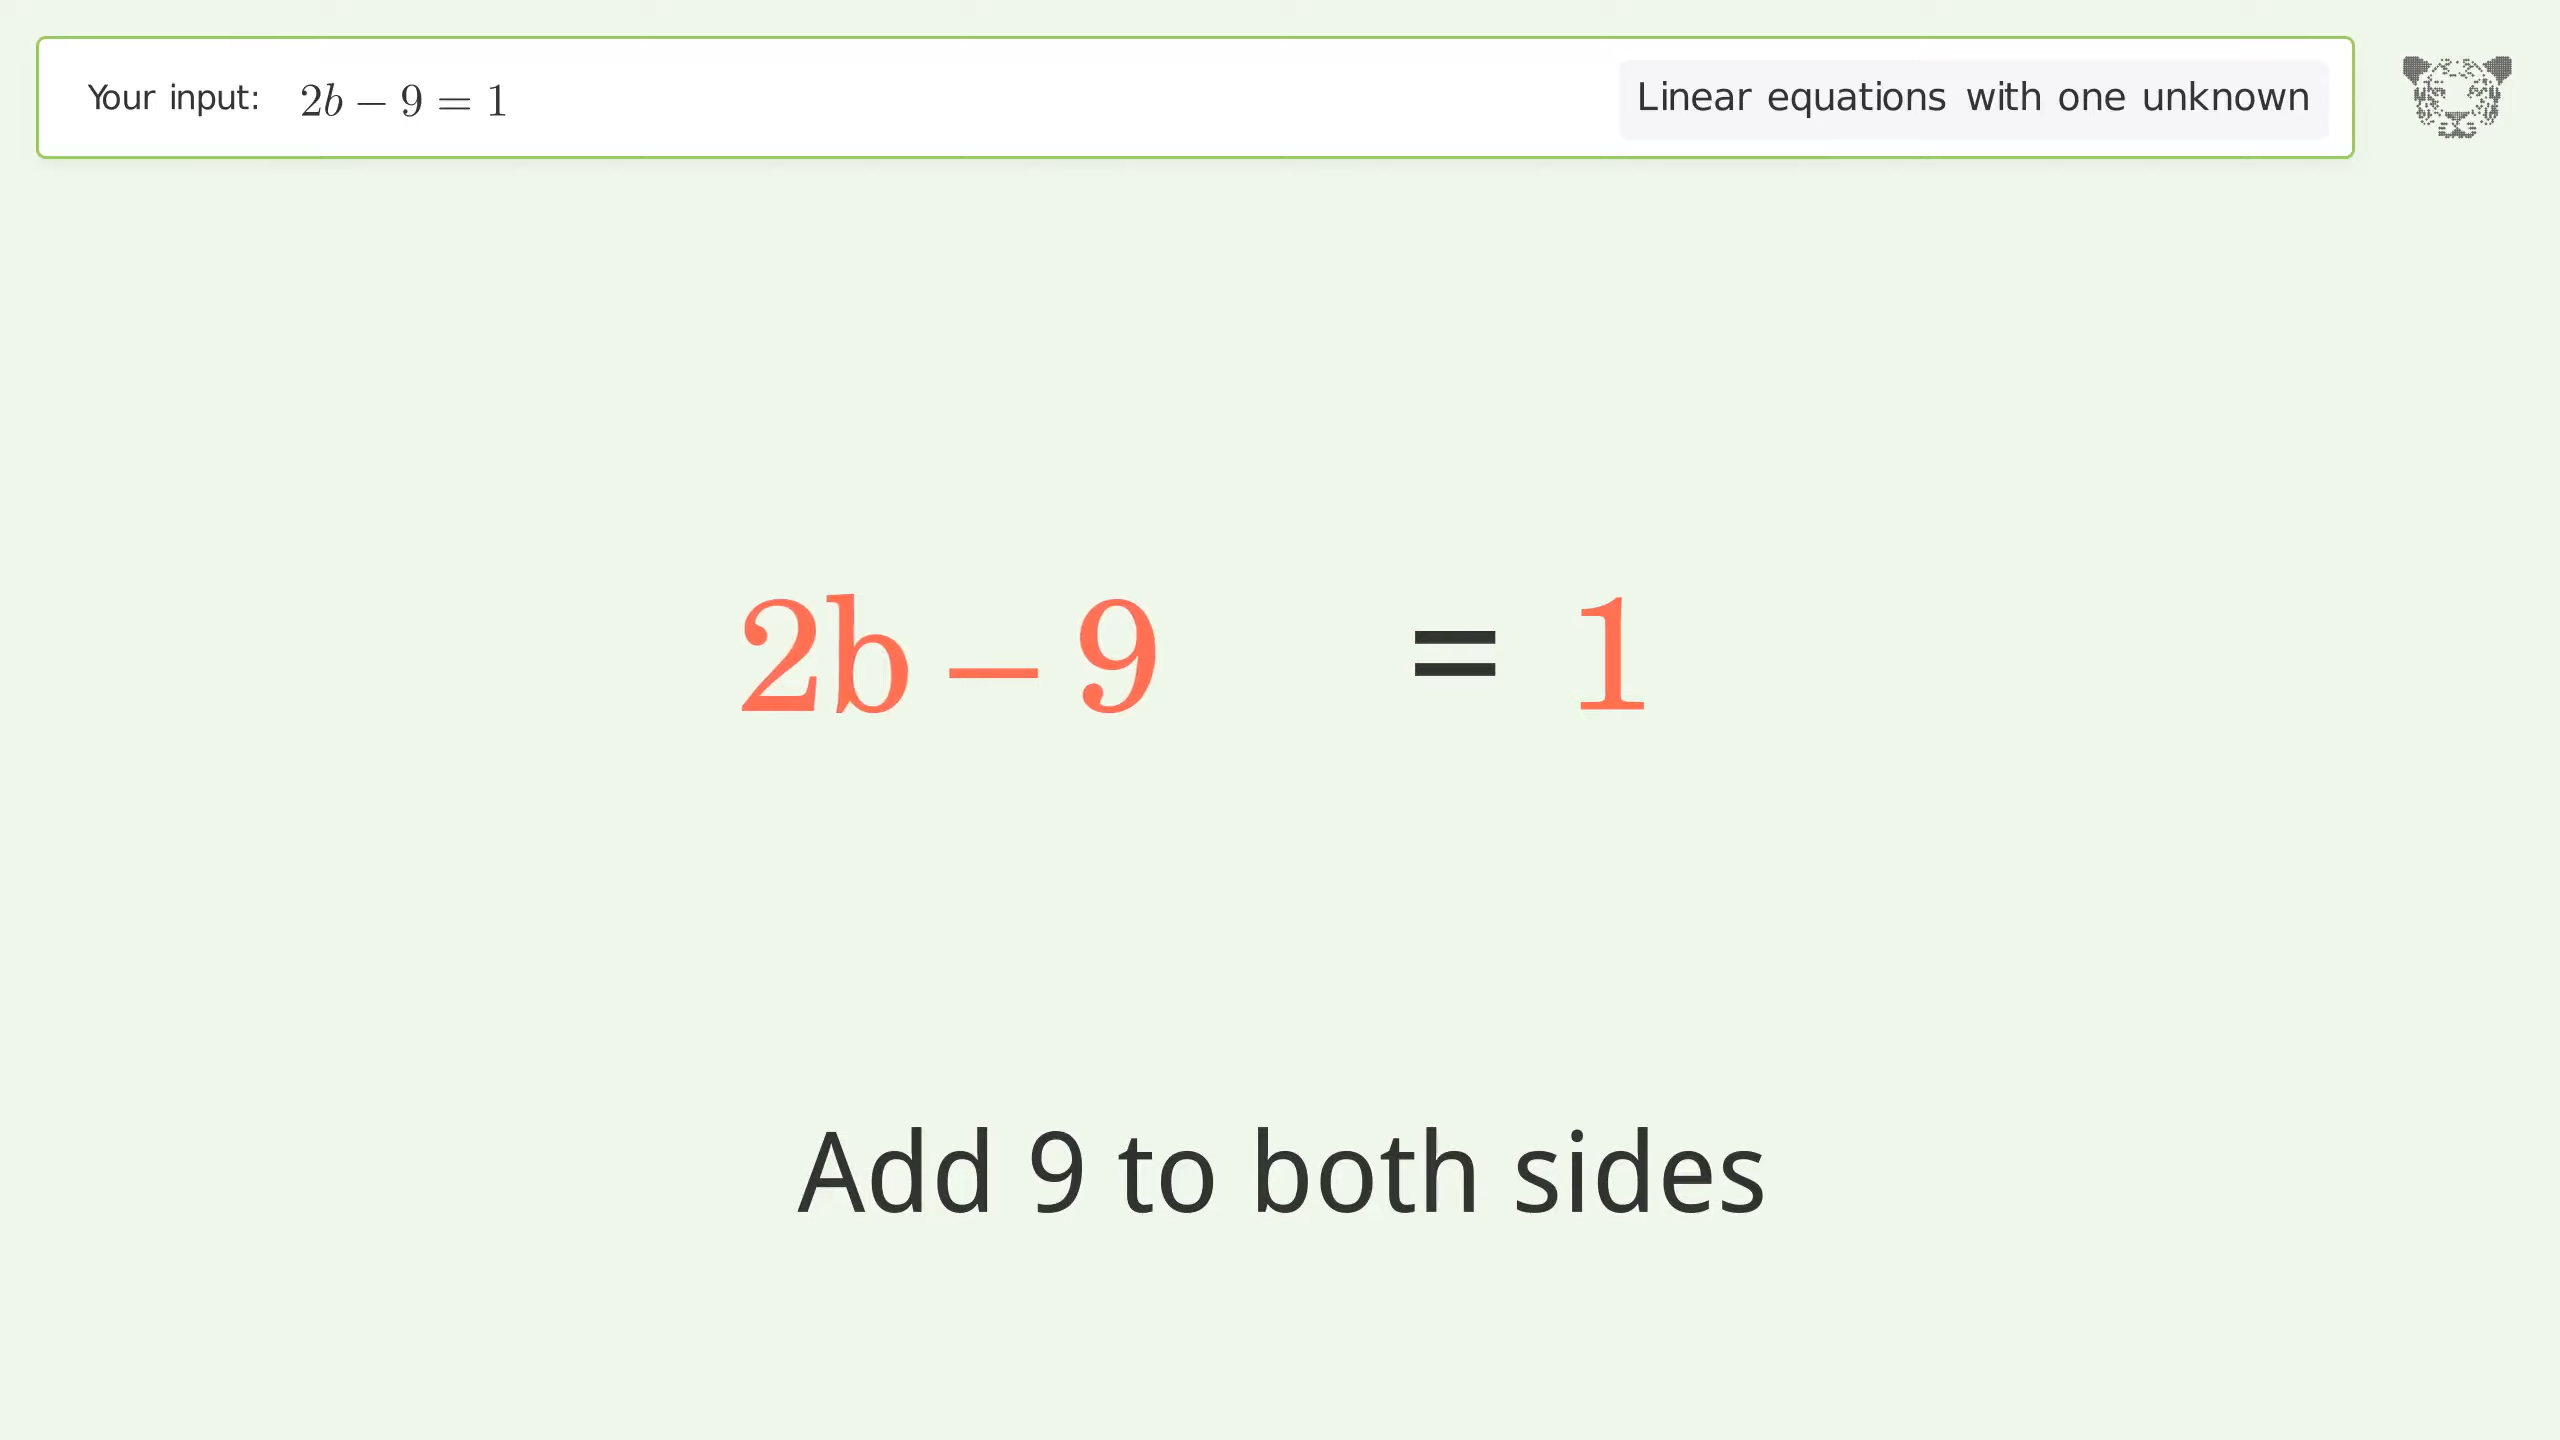 Your input: 2b − 9 = 1
Linear equations with one unknown
2b − 9 = 1
Add 9 to both sides